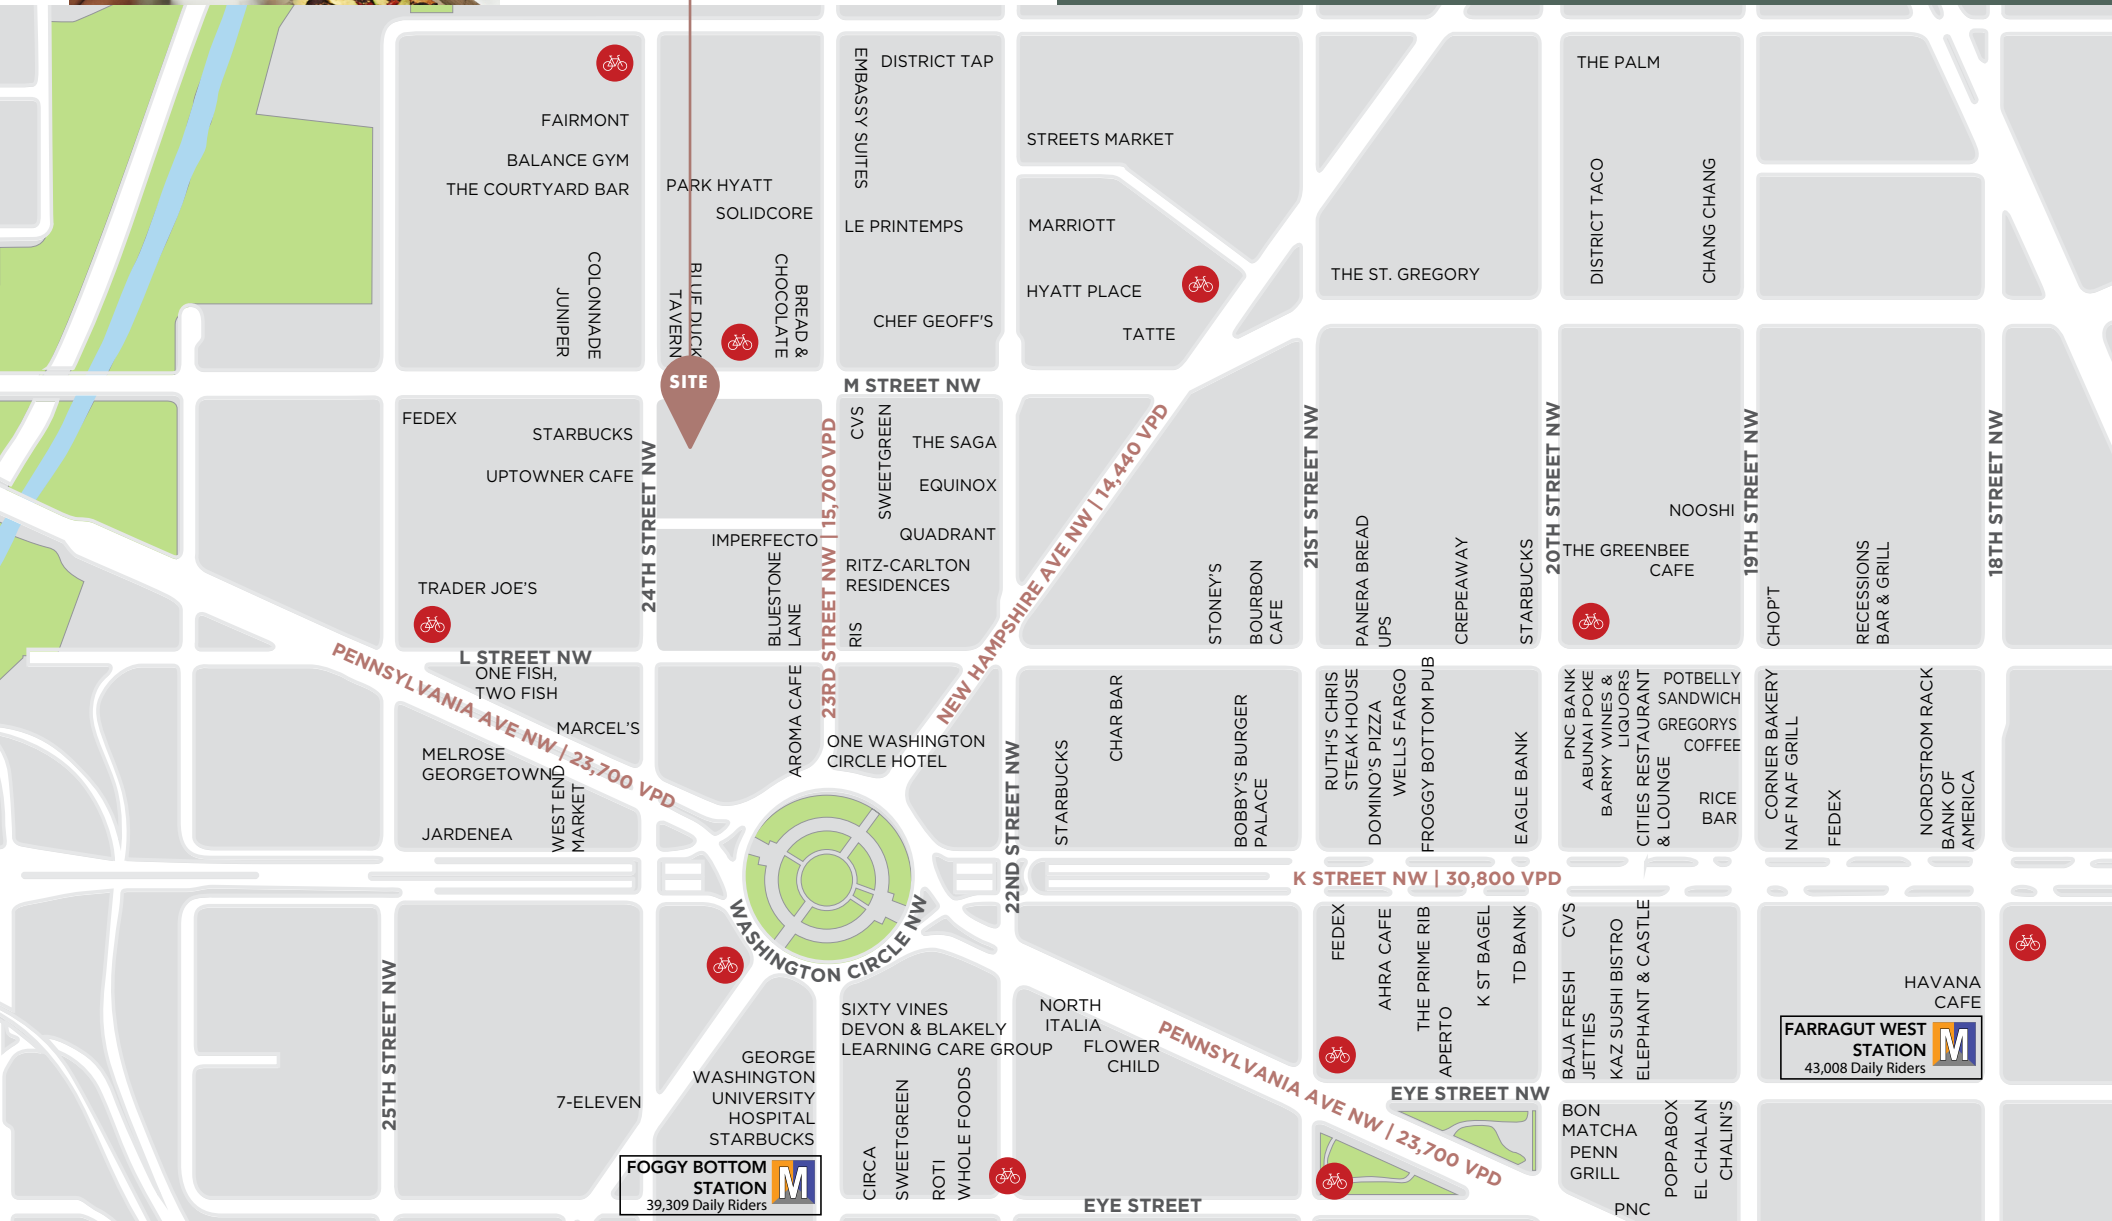 DISTRICT TAP
EMBASSY SUITES
THE PALM
FAIRMONT
BALANCE GYM
THE COURTYARD BAR
PARK HYATT
SOLIDCORE
STREETS MARKET
LE PRINTEMPS
MARRIOTT
DISTRICT TACO
CHANG CHANG
COLONNADE
JUNIPER
BLUE DUCK
TAVERN
BREAD &
CHOCOLATE
HYATT PLACE
THE ST. GREGORY
CHEF GEOFF'S
TATTE
SITE
M STREET NW
FEDEX
STARBUCKS
UPTOWNER CAFE
24TH STREET NW
23RD STREET NW | 15,700 VPD
CVS
SWEETGREEN
THE SAGA
EQUINOX
QUADRANT
RITZ-CARLTON
RESIDENCES
RIS
IMPERFECTO
BLUESTONE
LANE
TRADER JOE'S
NEW HAMPSHIRE AVE NW | 14,440 VPD
STONEY'S
BOURBON
CAFE
21ST STREET NW
PANERA BREAD
UPS
CREPEAWAY
STARBUCKS
20TH STREET NW
NOOSHI
THE GREENBEE
CAFE
19TH STREET NW
CHOP'T
RECESSIONS
BAR & GRILL
18TH STREET NW
PENNSYLVANIA AVE NW | 23,700 VPD
L STREET NW
ONE FISH,
TWO FISH
MARCEL'S
MELROSE
GEORGETOWN
WEST END
MARKET
JARDENEA
AROMA CAFE
ONE WASHINGTON
CIRCLE HOTEL
22ND STREET NW
STARBUCKS
CHAR BAR
BOBBY'S BURGER
PALACE
RUTH'S CHRIS
STEAK HOUSE
DOMINO'S PIZZA
WELLS FARGO
FROGGY BOTTOM PUB
EAGLE BANK
PNC BANK
ABUNAI POKE
BARMY WINES &
LIQUORS
CITIES RESTAURANT
& LOUNGE
POTBELLY
SANDWICH
GREGORYS
COFFEE
RICE
BAR
CORNER BAKERY
NAF NAF GRILL
FEDEX
NORDSTROM RACK
BANK OF
AMERICA
K STREET NW | 30,800 VPD
WASHINGTON CIRCLE NW
25TH STREET NW
7-ELEVEN
GEORGE
WASHINGTON
UNIVERSITY
HOSPITAL
STARBUCKS
FOGGY BOTTOM
STATION
39,309 Daily Riders
M
SIXTY VINES
DEVON & BLAKELY
LEARNING CARE GROUP
CIRCA
SWEETGREEN
ROTI
WHOLE FOODS
NORTH
ITALIA
FLOWER
CHILD
PENNSYLVANIA AVE NW | 23,700 VPD
FEDEX
AHRA CAFE
THE PRIME RIB
APERTO
K ST BAGEL
TD BANK
EYE STREET NW
CVS
BAJA FRESH
JETTIES
KAZ SUSHI BISTRO
ELEPHANT & CASTLE
HAVANA
CAFE
FARRAGUT WEST
STATION
43,008 Daily Riders
M
BON
MATCHA
PENN
GRILL
PNC
POPPABOX
EL CHALAN
CHALIN'S
EYE STREET